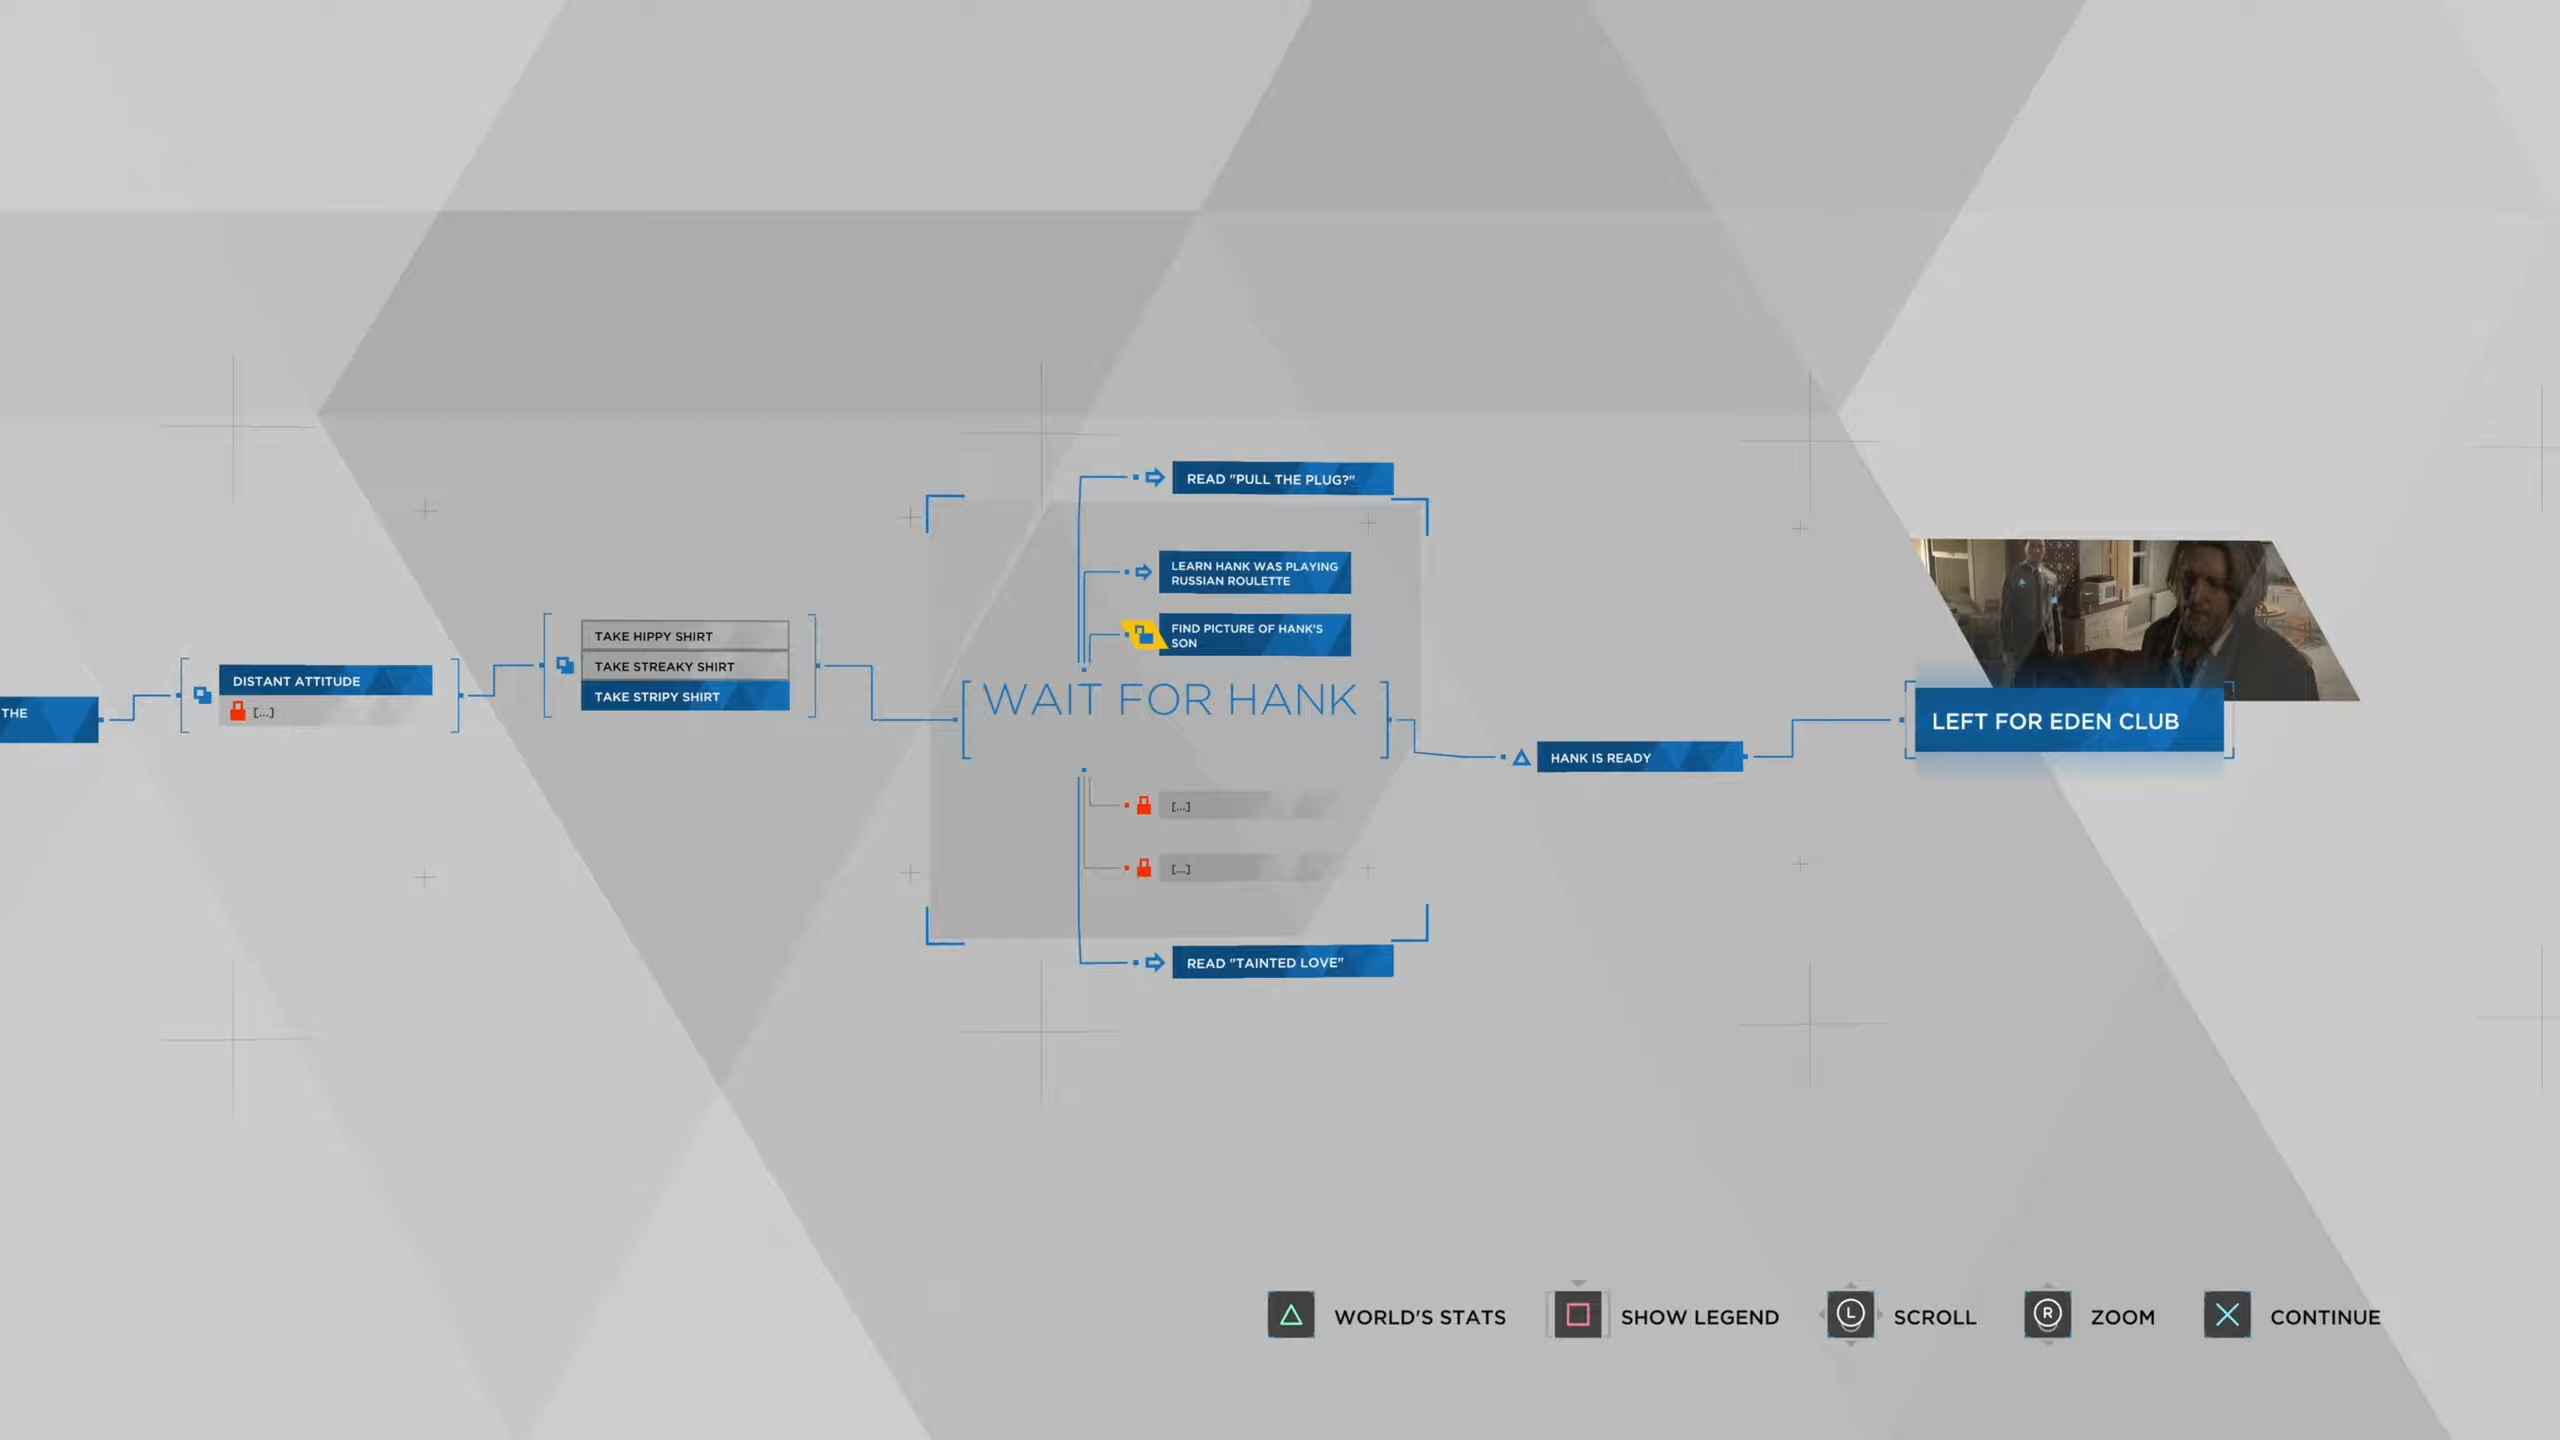 THE
DISTANT ATTITUDE
[...]
TAKE HIPPY SHIRT
TAKE STREAKY SHIRT
TAKE STRIPY SHIRT
READ "PULL THE PLUG?"
LEARN HANK WAS PLAYING
RUSSIAN ROULETTE
FIND PICTURE OF HANK'S
SON
WAIT FOR HANK
[...]
[...]
READ "TAINTED LOVE"
HANK IS READY
LEFT FOR EDEN CLUB
WORLD'S STATS
SHOW LEGEND
L
SCROLL
R
ZOOM
CONTINUE